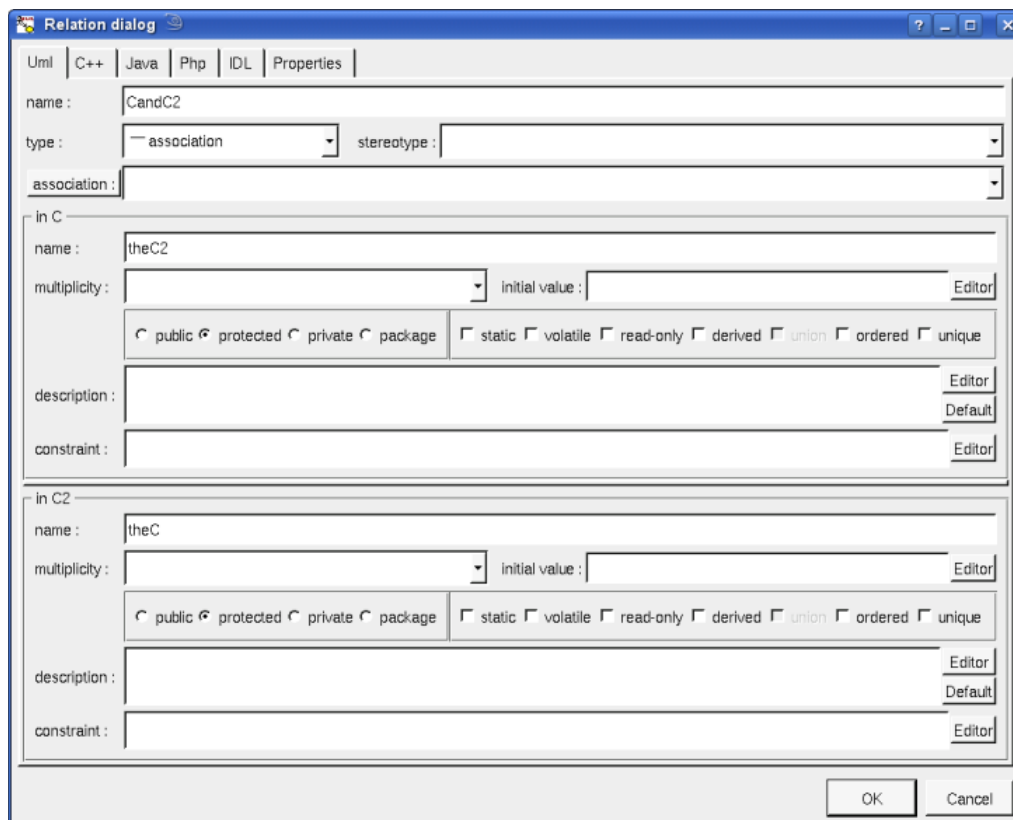 Relation dialog
Uml C++ Java Php IDL Properties
name : CandC2
type : association stereotype :
association :
in C
name : theC2
multiplicity : initial value : Editor
public protected private package static volatile read-only derived union ordered unique
Editor
description :
Default
constraint : Editor
in C2
name : theC
multiplicity : initial value : Editor
public protected private package static volatile read-only derived union ordered unique
Editor
description :
Default
constraint : Editor
OK Cancel